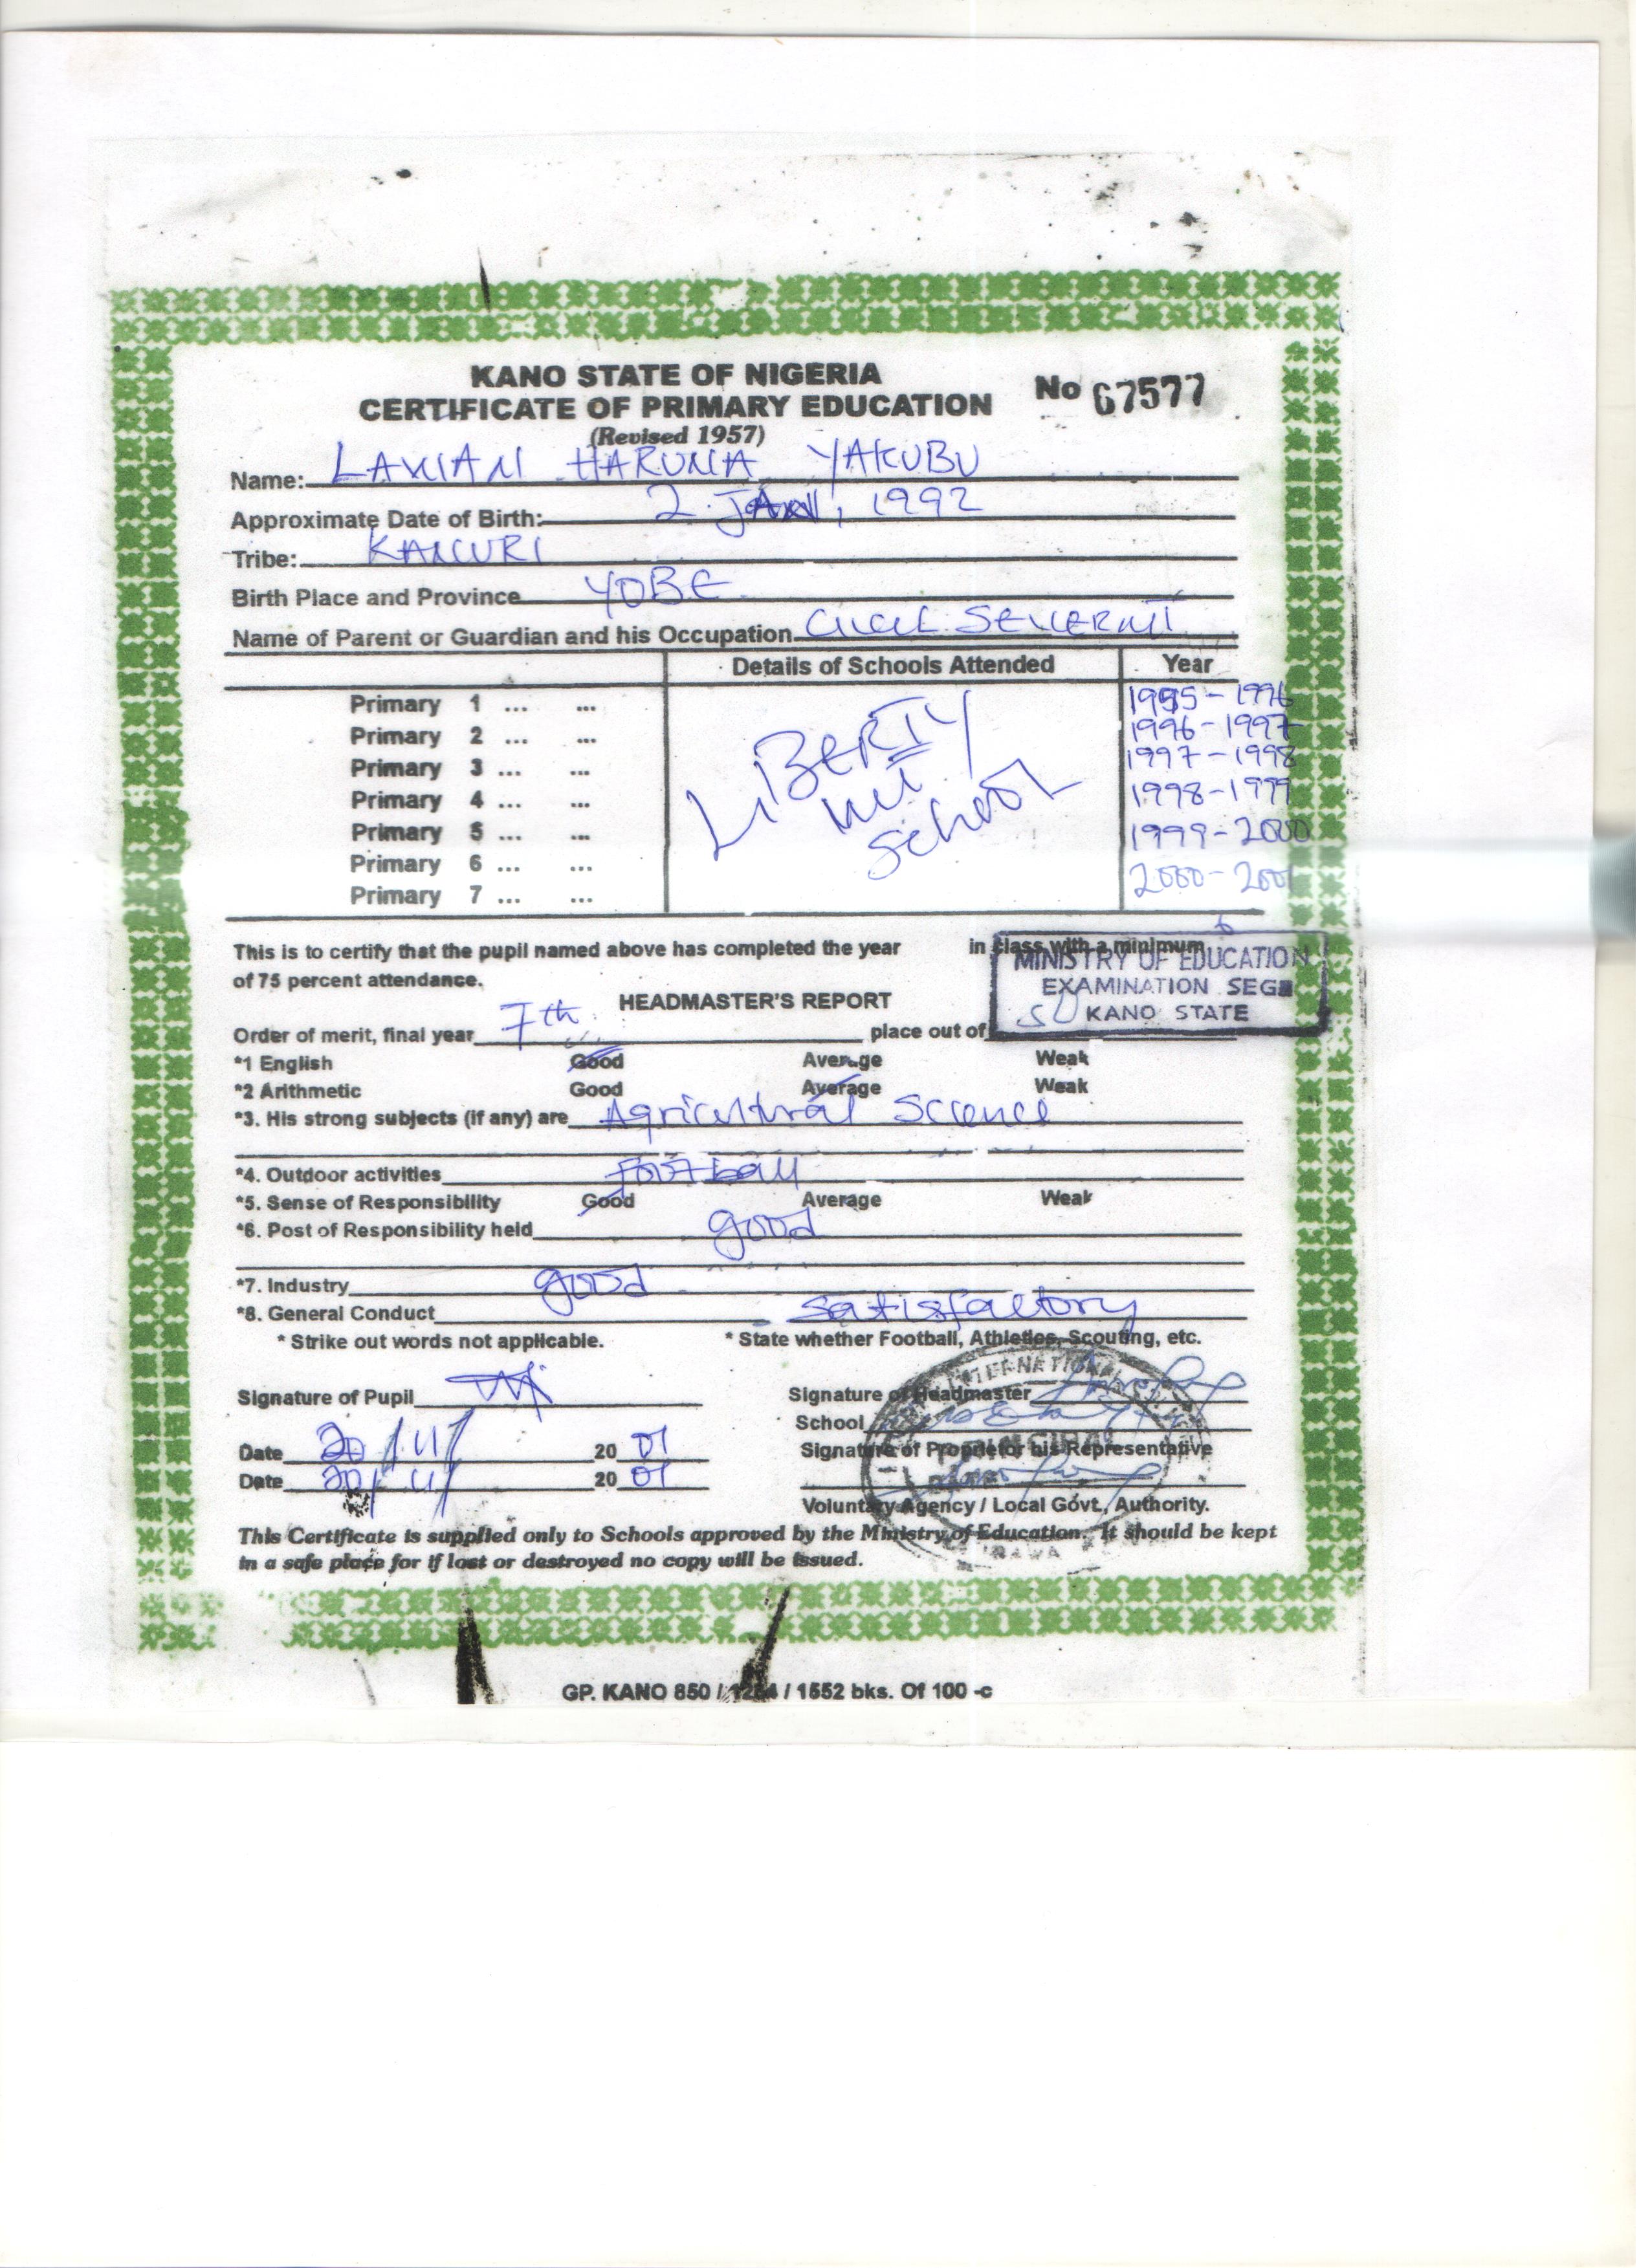 KANO STATE OF NIGERIA
CERTIFICATE OF PRIMARY EDUCATION
No 67577
(Revised 1957)
Name: LAWAN HARUNA YAKUBU
Approximate Date of Birth: 2 JAN, 1992
Tribe: KANURI
Birth Place and Province YOBE
Name of Parent or Guardian and his Occupation
Details of Schools Attended Year
Primary 1 ... ... 1995-1996
Primary 2 ... ... 1996-1997
Primary 3 ... ... 1997-1998
Primary 4 ... ... 1998-1999
Primary 5 ... ... 1999-2000
Primary 6 ... ... 2000-2001
Primary 7 ... ...
LIBERTY
INT
SCHOOL
This is to certify that the pupil named above has completed the year 6 in class with a minimum
of 75 percent attendance.
MINISTRY OF EDUCATION
EXAMINATION SEG
KANO STATE
HEADMASTER'S REPORT
Order of merit, final year 7th place out of 50
*1 English Good Average Weak
*2 Arithmetic Good Average Weak
*3. His strong subjects (if any) are Agricultural Science
*4. Outdoor activities Football
*5. Sense of Responsibility Good Average Weak
*6. Post of Responsibility held good
*7. Industry good
*8. General Conduct Satisfactory
* Strike out words not applicable. * State whether Football, Athletics, Scouting, etc.
Signature of Pupil Signature of Headmaster
School
Date 20/11/ 20 01 Signature of Proprietor his Representative
Date 20/11/ 20 01
Voluntary Agency / Local Govt., Authority.
INTERNATIONAL
PRINCIPAL
This Certificate is supplied only to Schools approved by the Ministry of Education. It should be kept
in a safe place for if lost or destroyed no copy will be issued.
GP. KANO 850 / / 1552 bks. Of 100 -c